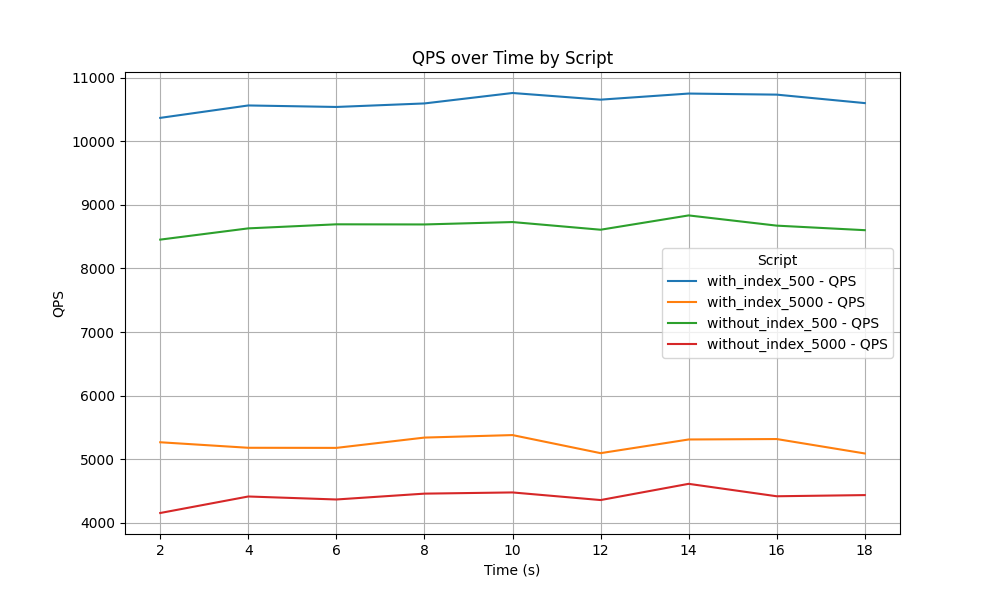 QPS over Time by Script
11000
10000
9000
8000
7000
6000
5000
4000
QPS
Script
with_index_500 - QPS
with_index_5000 - QPS
without_index_500 - QPS
without_index_5000 - QPS
2 4 6 8 10 12 14 16 18
Time (s)